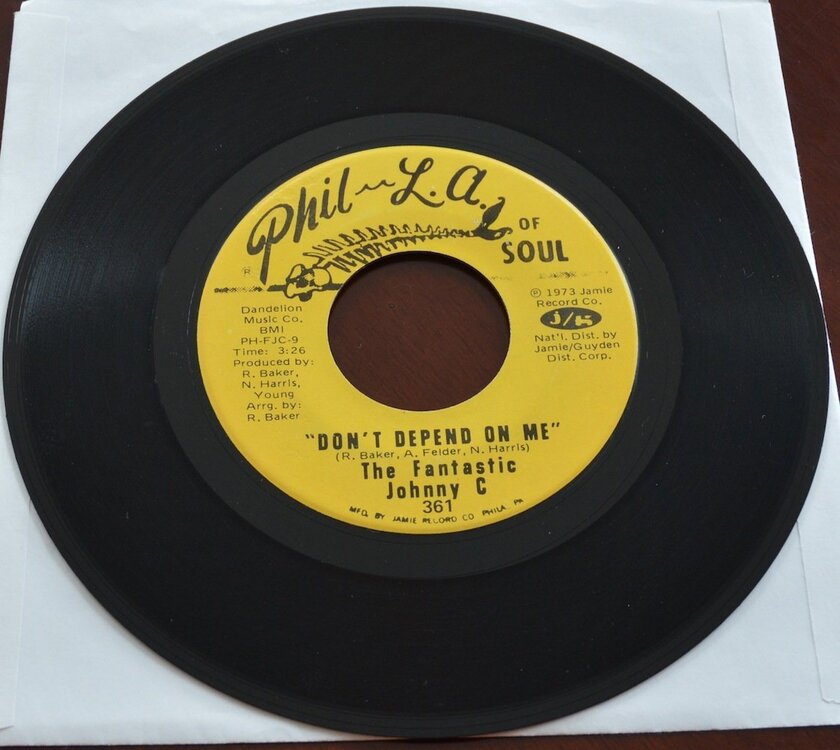 Phil-L.A.
OF
SOUL
℗
Dandelion
Music Co.
BMI
PH-FJC-9
Time: 3:26
Produced by:
R. Baker,
N. Harris,
Young
Arrg. by:
R. Baker
℗ 1973 Jamie
Record Co.
j/g
Nat'l. Dist. by
Jamie/Guyden
Dist. Corp.
"DON'T DEPEND ON ME"
(R. Baker, A. Felder, N. Harris)
The Fantastic
Johnny C
361
MFG. BY JAMIE RECORD CO PHILA. PA